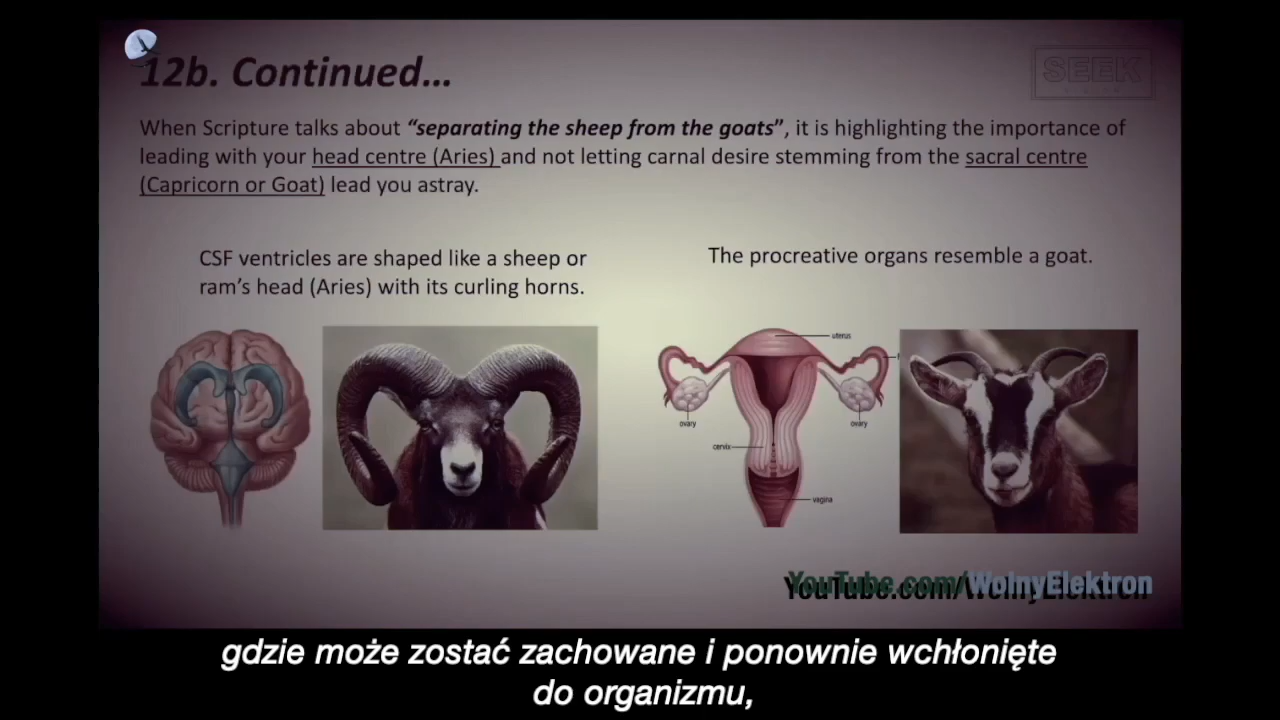 12b. Continued…
SEEK
When Scripture talks about “separating the sheep from the goats”, it is highlighting the importance of
leading with your head centre (Aries) and not letting carnal desire stemming from the sacral centre
(Capricorn or Goat) lead you astray.
CSF ventricles are shaped like a sheep or
ram’s head (Aries) with its curling horns.
The procreative organs resemble a goat.
uterus
ovary
ovary
cervix
vagina
YouTube.com/WolnyElektron
gdzie może zostać zachowane i ponownie wchłonięte
do organizmu,